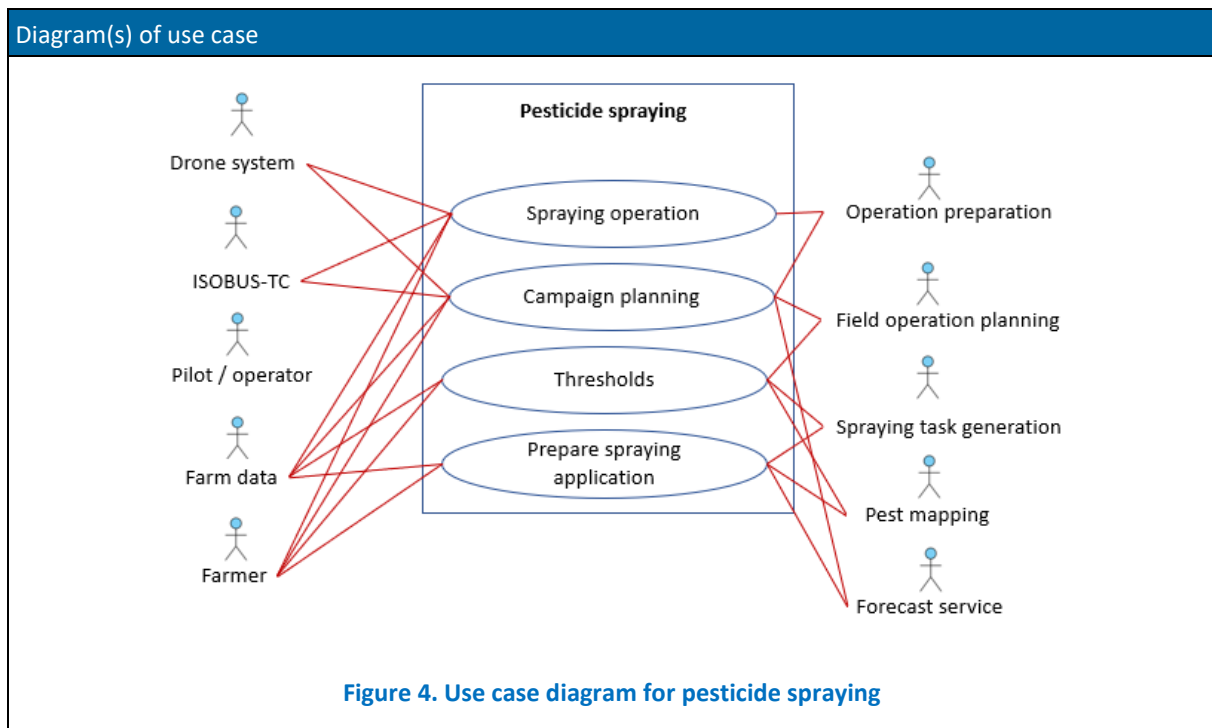 Diagram(s) of use case
Pesticide spraying
Drone system
ISOBUS-TC
Pilot / operator
Farm data
Farmer
Spraying operation
Campaign planning
Thresholds
Prepare spraying
application
Operation preparation
Field operation planning
Spraying task generation
Pest mapping
Forecast service
Figure 4. Use case diagram for pesticide spraying